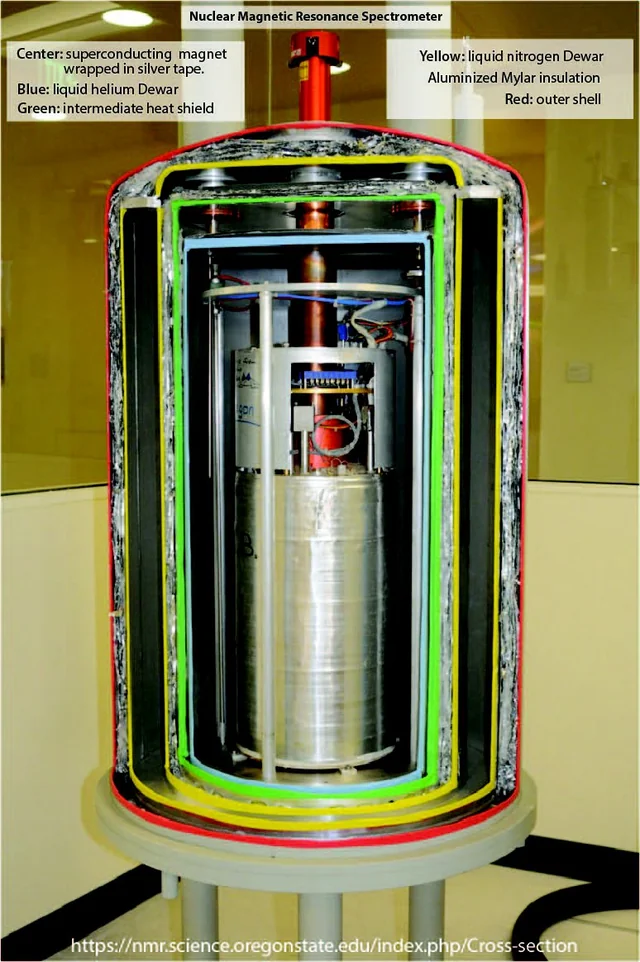 Nuclear Magnetic Resonance Spectrometer
Center: superconducting magnet
wrapped in silver tape.
Blue: liquid helium Dewar
Green: intermediate heat shield
Yellow: liquid nitrogen Dewar
Aluminized Mylar insulation
Red: outer shell
https://nmr.science.oregonstate.edu/index.php/Cross-section